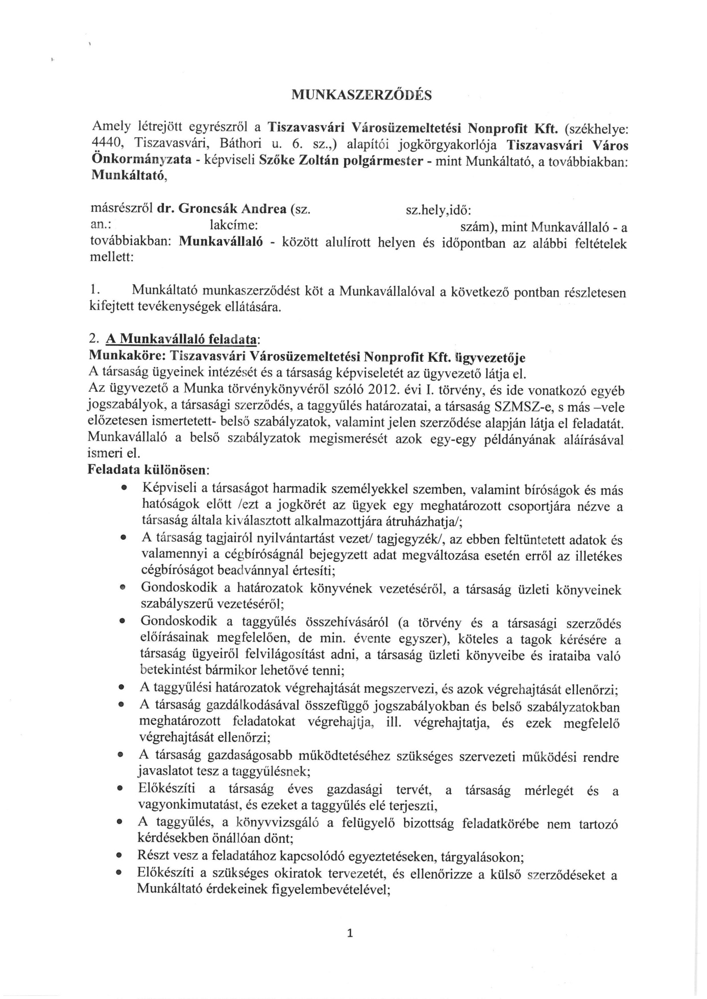 MUNKASZERZŐDÉS
Amely létrejött egyrészről a Tiszavasvári Városüzemeltetési Nonprofit Kft. (székhelye:
4440, Tiszavasvári, Báthori u. 6. sz.,) alapítói jogkörgyakorlója Tiszavasvári Város
Önkormányzata - képviseli Szőke Zoltán polgármester - mint Munkáltató, a továbbiakban:
Munkáltató,
másrészről dr. Groncsák Andrea (sz. sz.hely,idő:
an.: lakcíme: szám), mint Munkavállaló - a
továbbiakban: Munkavállaló - között alulírott helyen és időpontban az alábbi feltételek
mellett:
1. Munkáltató munkaszerződést köt a Munkavállalóval a következő pontban részletesen
kifejtett tevékenységek ellátására.
2. A Munkavállaló feladata:
Munkaköre: Tiszavasvári Városüzemeltetési Nonprofit Kft. ügyvezetője
A társaság ügyeinek intézését és a társaság képviseletét az ügyvezető látja el.
Az ügyvezető a Munka törvénykönyvéről szóló 2012. évi I. törvény, és ide vonatkozó egyéb
jogszabályok, a társasági szerződés, a taggyűlés határozatai, a társaság SZMSZ-e, s más –vele
előzetesen ismertetett- belső szabályzatok, valamint jelen szerződése alapján látja el feladatát.
Munkavállaló a belső szabályzatok megismerését azok egy-egy példányának aláírásával
ismeri el.
Feladata különösen:
• Képviseli a társaságot harmadik személyekkel szemben, valamint bíróságok és más
hatóságok előtt /ezt a jogkörét az ügyek egy meghatározott csoportjára nézve a
társaság általa kiválasztott alkalmazottjára átruházhatja/;
• A társaság tagjairól nyilvántartást vezet/ tagjegyzék/, az ebben feltüntetett adatok és
valamennyi a cégbíróságnál bejegyzett adat megváltozása esetén erről az illetékes
cégbíróságot beadvánnyal értesíti;
• Gondoskodik a határozatok könyvének vezetéséről, a társaság üzleti könyveinek
szabályszerű vezetéséről;
• Gondoskodik a taggyűlés összehívásáról (a törvény és a társasági szerződés
előírásainak megfelelően, de min. évente egyszer), köteles a tagok kérésére a
társaság ügyeiről felvilágosítást adni, a társaság üzleti könyveibe és irataiba való
betekintést bármikor lehetővé tenni;
• A taggyűlési határozatok végrehajtását megszervezi, és azok végrehajtását ellenőrzi;
• A társaság gazdálkodásával összefüggő jogszabályokban és belső szabályzatokban
meghatározott feladatokat végrehajtja, ill. végrehajtatja, és ezek megfelelő
végrehajtását ellenőrzi;
• A társaság gazdaságosabb működtetéséhez szükséges szervezeti működési rendre
javaslatot tesz a taggyűlésnek;
• Előkészíti a társaság éves gazdasági tervét, a társaság mérlegét és a
vagyonkimutatást, és ezeket a taggyűlés elé terjeszti,
• A taggyűlés, a könyvvizsgáló a felügyelő bizottság feladatkörébe nem tartozó
kérdésekben önállóan dönt;
• Részt vesz a feladatához kapcsolódó egyeztetéseken, tárgyalásokon;
• Előkészíti a szükséges okiratok tervezetét, és ellenőrizze a külső szerződéseket a
Munkáltató érdekeinek figyelembevételével;
1